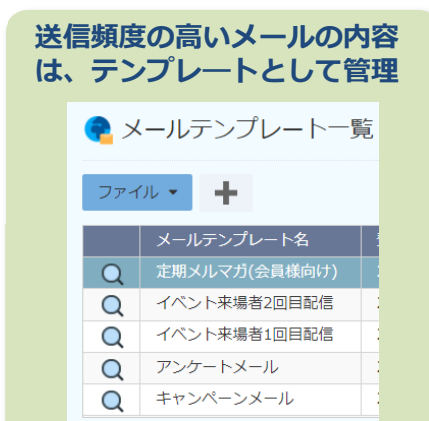 送信頻度の高いメールの内容
は、テンプレートとして管理
メールテンプレート一覧
ファイル
メールテンプレート名
定期メルマガ(会員様向け)
イベント来場者2回目配信
イベント来場者1回目配信
アンケートメール
キャンペーンメール